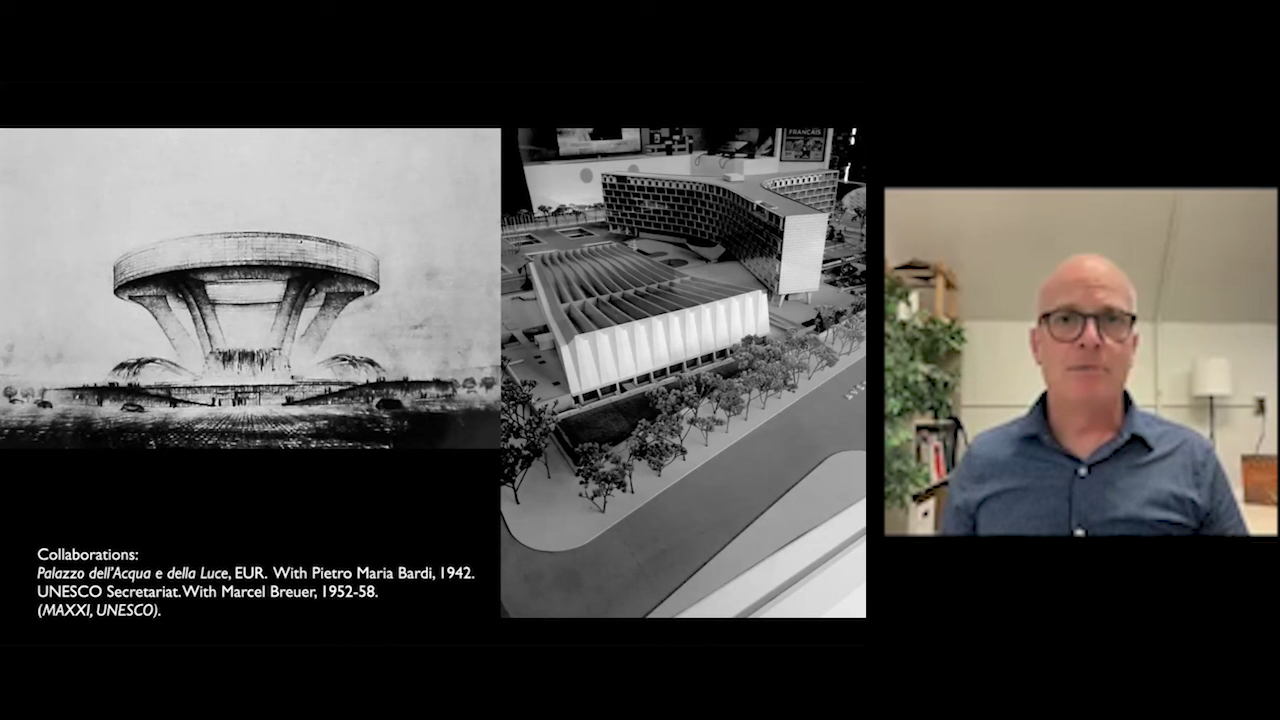 FRANÇAIS
Collaborations:
Palazzo dell'Acqua e della Luce, EUR. With Pietro Maria Bardi, 1942.
UNESCO Secretariat. With Marcel Breuer, 1952-58.
(MAXXI, UNESCO).